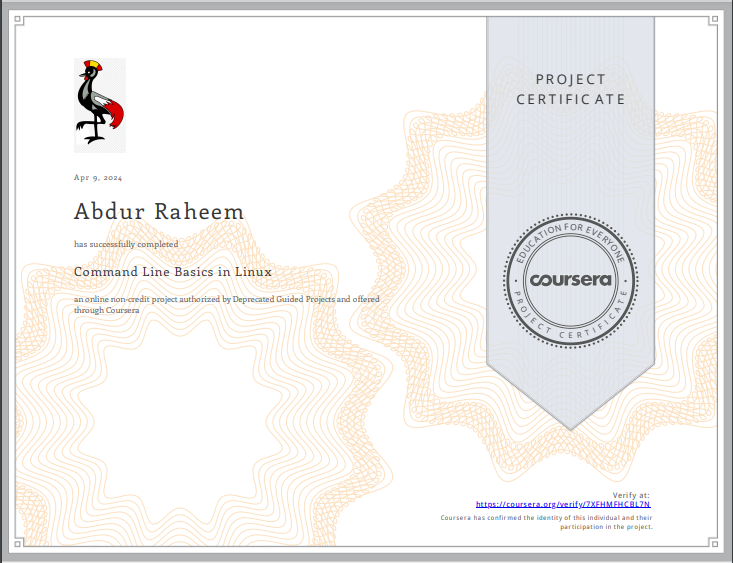 PROJECT
CERTIFICATE
Apr 9, 2024
Abdur Raheem
has successfully completed
Command Line Basics in Linux
an online non-credit project authorized by Deprecated Guided Projects and offered
through Coursera
EDUCATION FOR EVERYONE
coursera
PROJECT CERTIFICATE
Verify at:
https://coursera.org/verify/7XFHMFHCBL7N
Coursera has confirmed the identity of this individual and their
participation in the project.